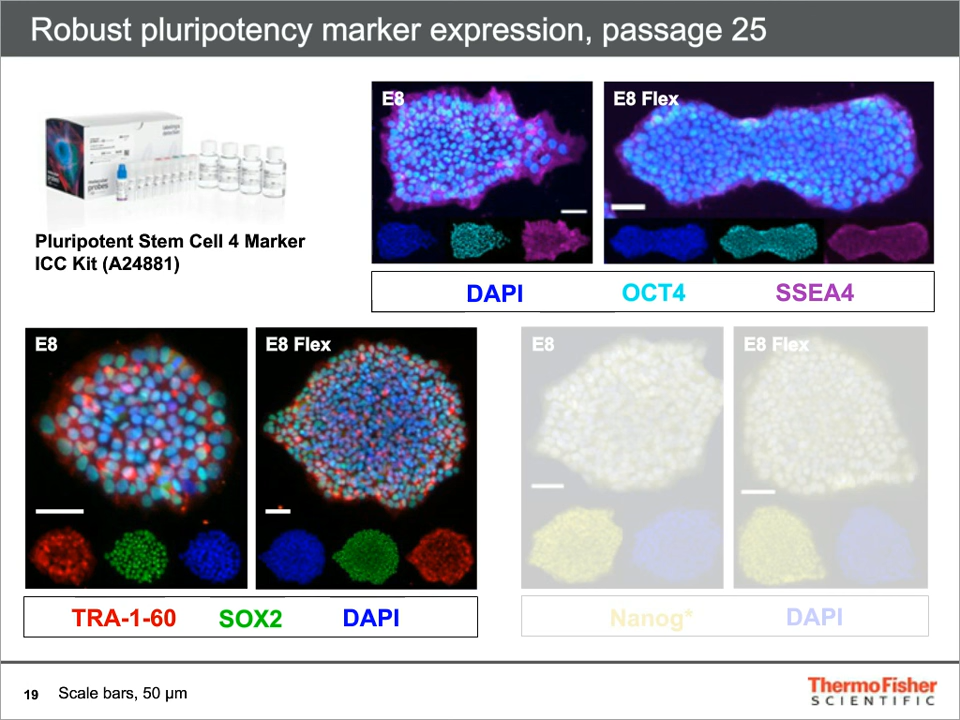 Robust pluripotency marker expression, passage 25
molecular
probes
Pluripotent Stem Cell 4 Marker
ICC Kit (A24881)
E8
E8 Flex
DAPI OCT4 SSEA4
E8
E8 Flex
TRA-1-60 SOX2 DAPI
E8
E8 Flex
Nanog* DAPI
19 Scale bars, 50 µm
ThermoFisher
SCIENTIFIC